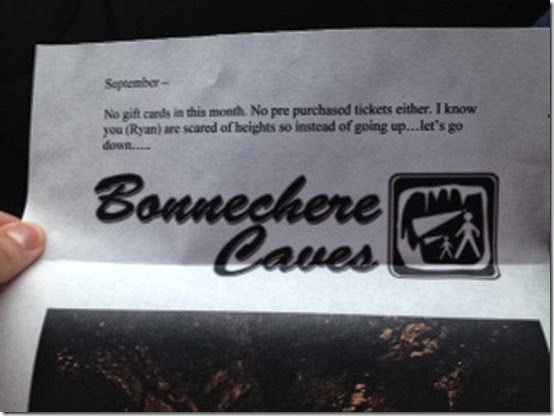 September –
No gift cards in this month. No pre purchased tickets either. I know
you (Ryan) are scared of heights so instead of going up…let's go
down…..
Bonnechere
Caves